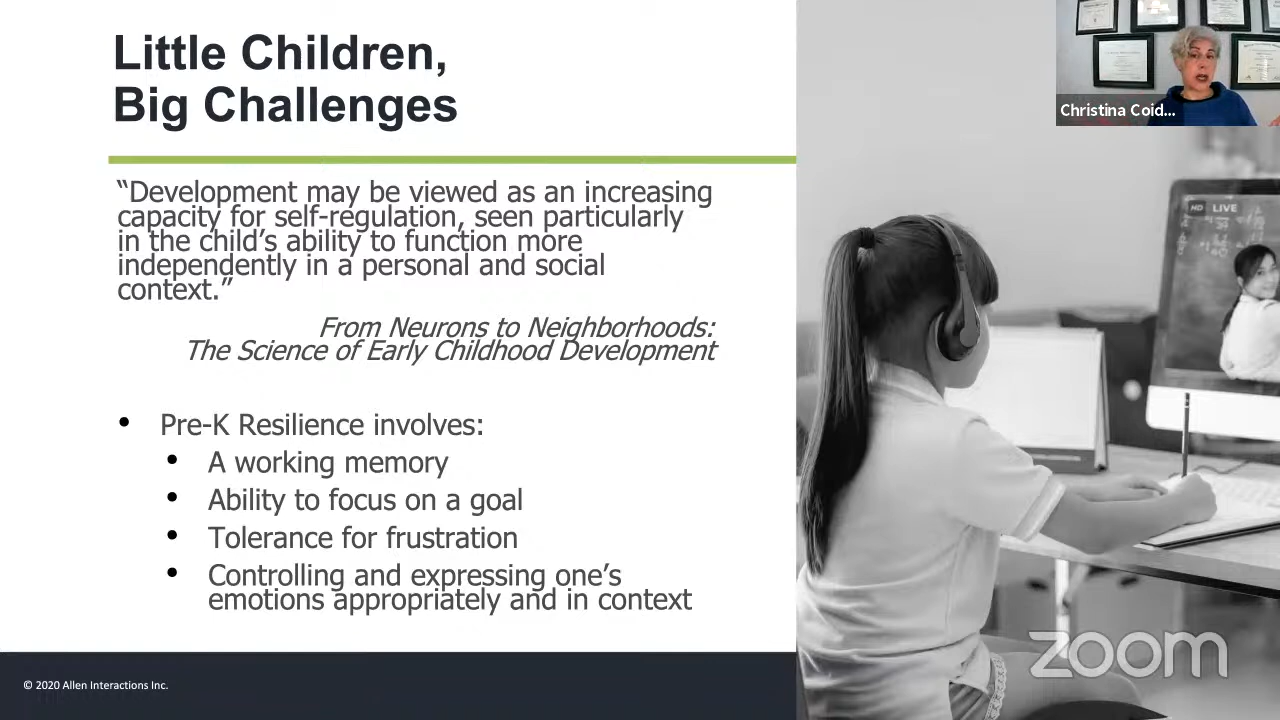 Little Children,
Big Challenges
“Development may be viewed as an increasing
capacity for self-regulation, seen particularly
in the child’s ability to function more
independently in a personal and social
context.”
From Neurons to Neighborhoods:
The Science of Early Childhood Development
• Pre-K Resilience involves:
• A working memory
• Ability to focus on a goal
• Tolerance for frustration
• Controlling and expressing one’s
emotions appropriately and in context
© 2020 Allen Interactions Inc.
Christina Coid...
HD LIVE
zoom